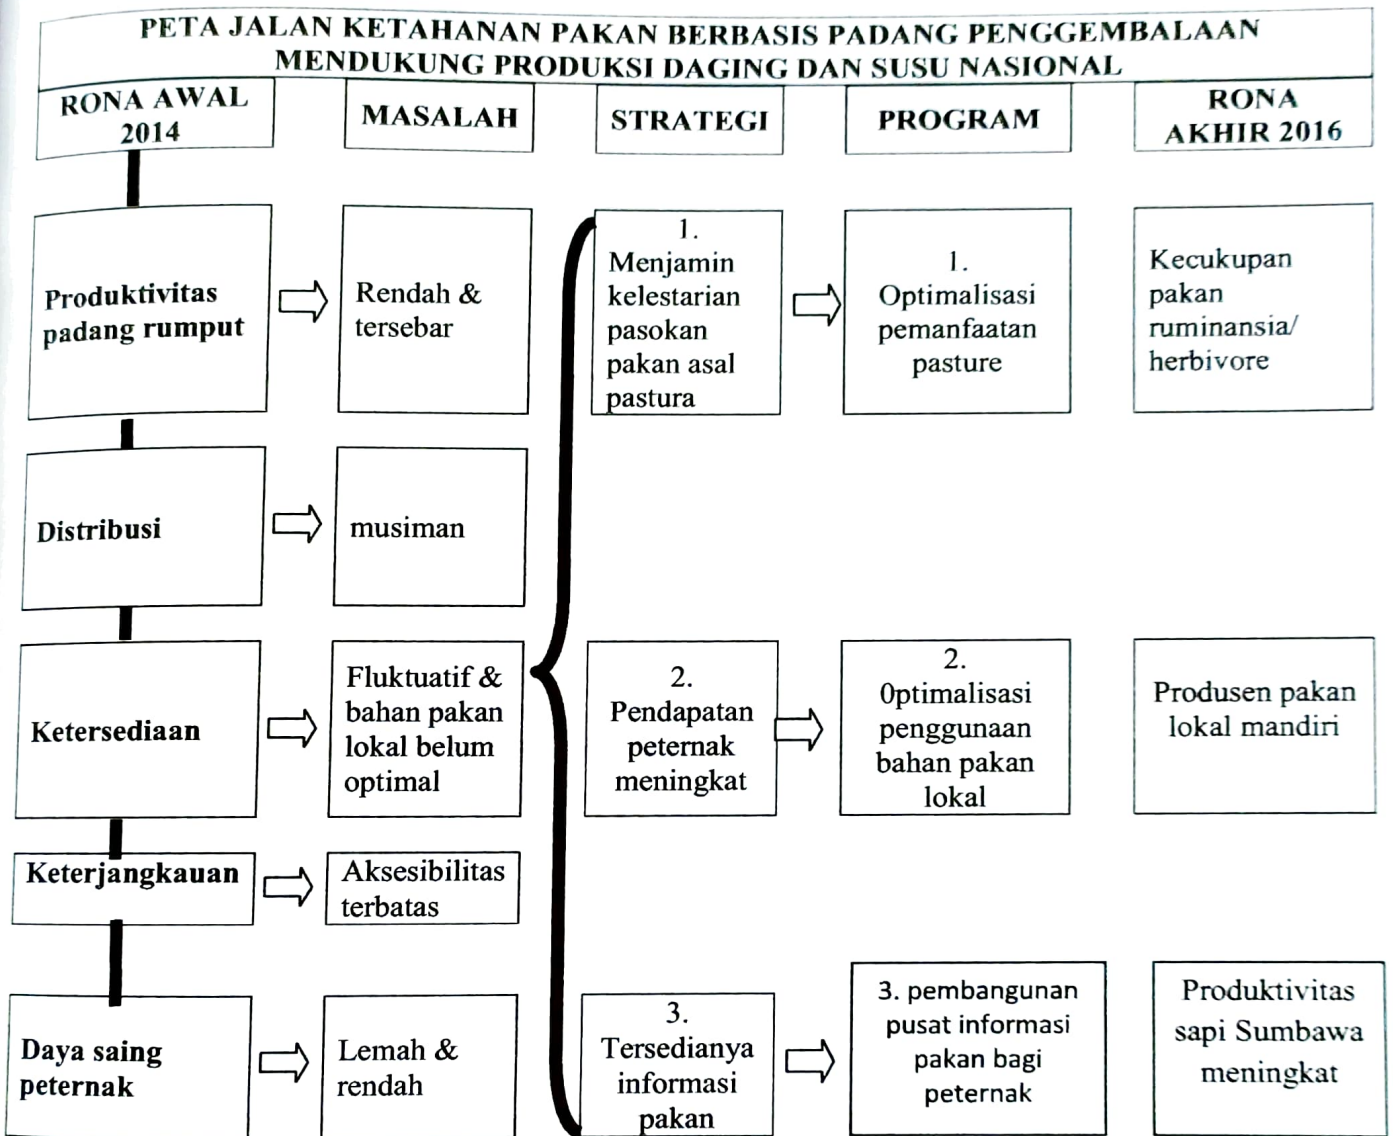 PETA JALAN KETAHANAN PAKAN BERBASIS PADANG PENGGEMBALAAN
MENDUKUNG PRODUKSI DAGING DAN SUSU NASIONAL
RONA AWAL
2014
MASALAH
STRATEGI
PROGRAM
RONA
AKHIR 2016
Produktivitas
padang rumput
Rendah &
tersebar
1.
Menjamin
kelestarian
pasokan
pakan asal
pastura
1.
Optimalisasi
pemanfaatan
pasture
Kecukupan
pakan
ruminansia/
herbivore
Distribusi
musiman
Ketersediaan
Fluktuatif &
bahan pakan
lokal belum
optimal
2.
Pendapatan
peternak
meningkat
2.
Optimalisasi
penggunaan
bahan pakan
lokal
Produsen pakan
lokal mandiri
Keterjangkauan
Aksesibilitas
terbatas
Daya saing
peternak
Lemah &
rendah
3.
Tersedianya
informasi
pakan
3. pembangunan
pusat informasi
pakan bagi
peternak
Produktivitas
sapi Sumbawa
meningkat